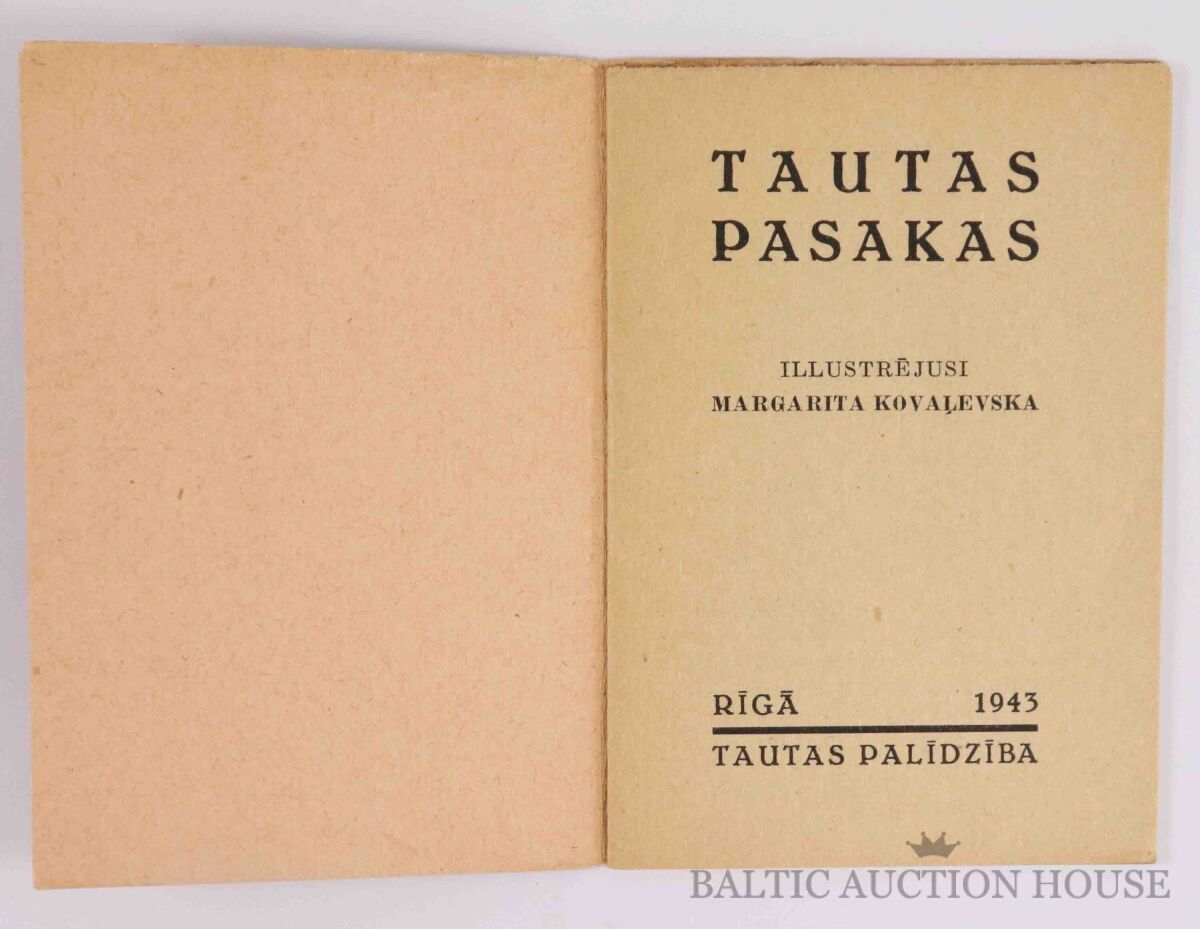 TAUTAS
PASAKAS
ILLUSTRĒJUSI
MARGARITA KOVAĻEVSKA
RĪGĀ 1943
TAUTAS PALĪDZĪBA
BALTIC AUCTION HOUSE